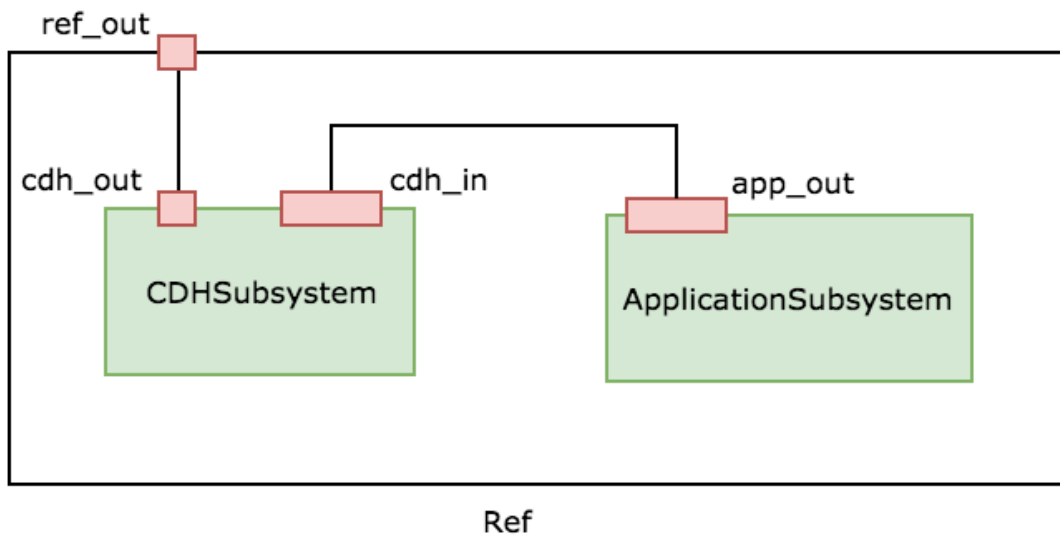 ref_out
cdh_out
cdh_in
app_out
CDHSubsystem
ApplicationSubsystem
Ref